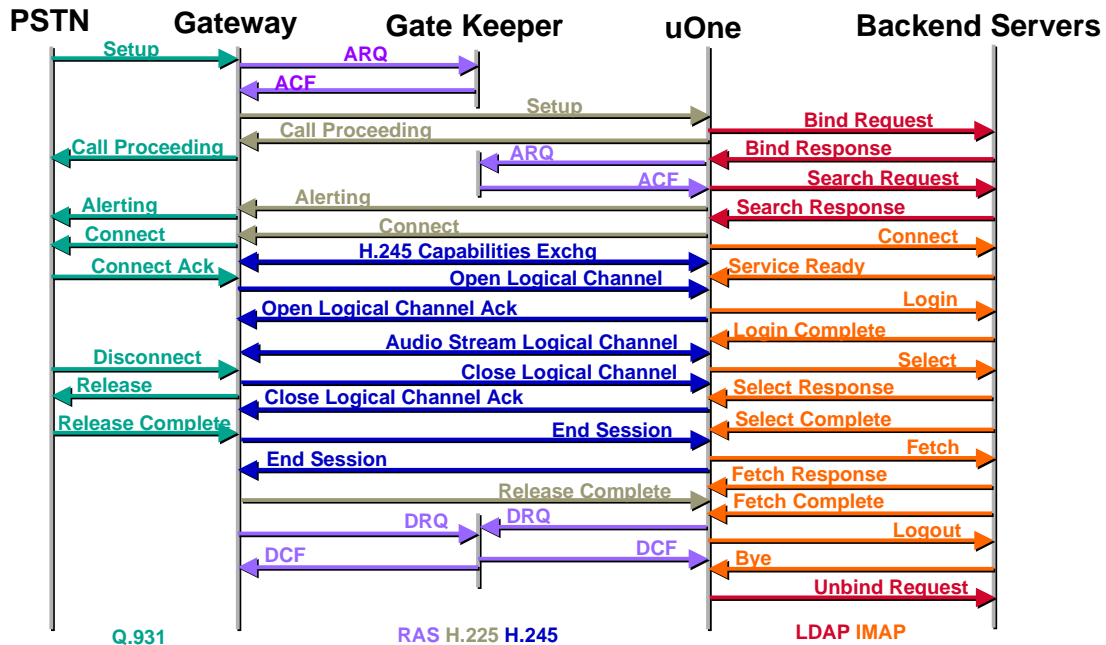 PSTN Gateway Gate Keeper uOne Backend Servers
Setup
ARQ
ACF
Setup
Bind Request
Call Proceeding
Call Proceeding
Bind Response
ARQ
ACF
Search Request
Alerting
Alerting
Search Response
Connect
Connect
Connect
H.245 Capabilities Exchg
Connect Ack
Service Ready
Open Logical Channel
Login
Open Logical Channel Ack
Login Complete
Audio Stream Logical Channel
Disconnect
Select
Close Logical Channel
Release
Select Response
Close Logical Channel Ack
Release Complete
Select Complete
End Session
Fetch
End Session
Fetch Response
Release Complete
Fetch Complete
DRQ
DRQ
Logout
DCF
DCF
Bye
Unbind Request
Q.931
RAS H.225 H.245
LDAP IMAP